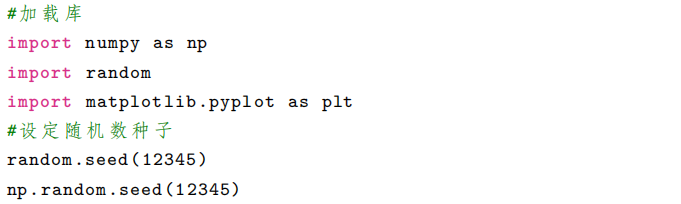 #加载库
import numpy as np
import random
import matplotlib.pyplot as plt
#设定随机数种子
random.seed(12345)
np.random.seed(12345)